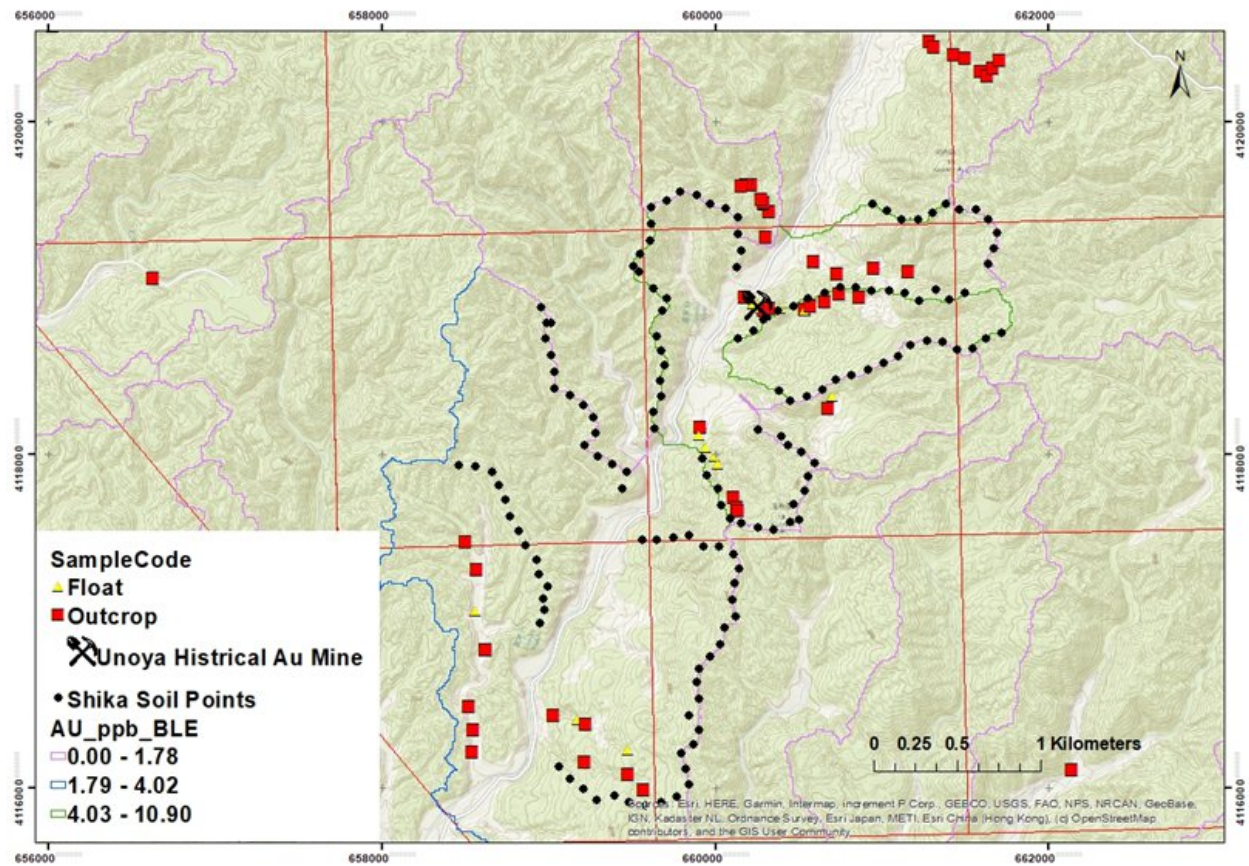 656000 658000 660000 662000
N
4120000 4120000
4118000 4118000
SampleCode
Float
Outcrop
Unoya Histrical Au Mine
Shika Soil Points
AU_ppb_BLE
0.00 - 1.78
1.79 - 4.02
4.03 - 10.90
0 0.25 0.5 1 Kilometers
4116000 4116000
Sources: Esri, HERE, Garmin, Intermap, increment P Corp., GEBCO, USGS, FAO, NPS, NRCAN, GeoBase,
IGN, Kadaster NL, Ordnance Survey, Esri Japan, METI, Esri China (Hong Kong), (c) OpenStreetMap
contributors, and the GIS User Community
656000 658000 660000 662000